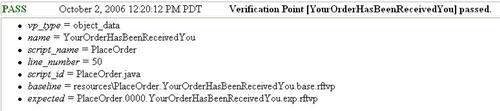 PASS October 2, 2006 12:20:12 PM PDT Verification Point [YourOrderHasBeenReceivedYou] passed.
• vp_type = object_data
• name = YourOrderHasBeenReceivedYou
• script_name = PlaceOrder
• line_number = 50
• script_id = PlaceOrder.java
• baseline = resources\PlaceOrder.YourOrderHasBeenReceivedYou.base.rftvp
• expected = PlaceOrder.0000.YourOrderHasBeenReceivedYou.exp.rftvp